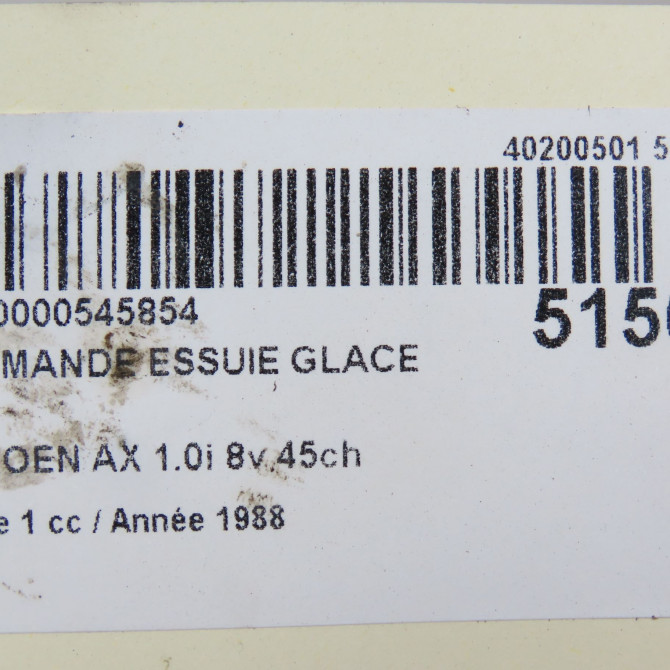 40200501 5
0000545854
515
MANDE ESSUIE GLACE
OEN AX 1.0i 8v 45ch
e 1 cc / Année 1988